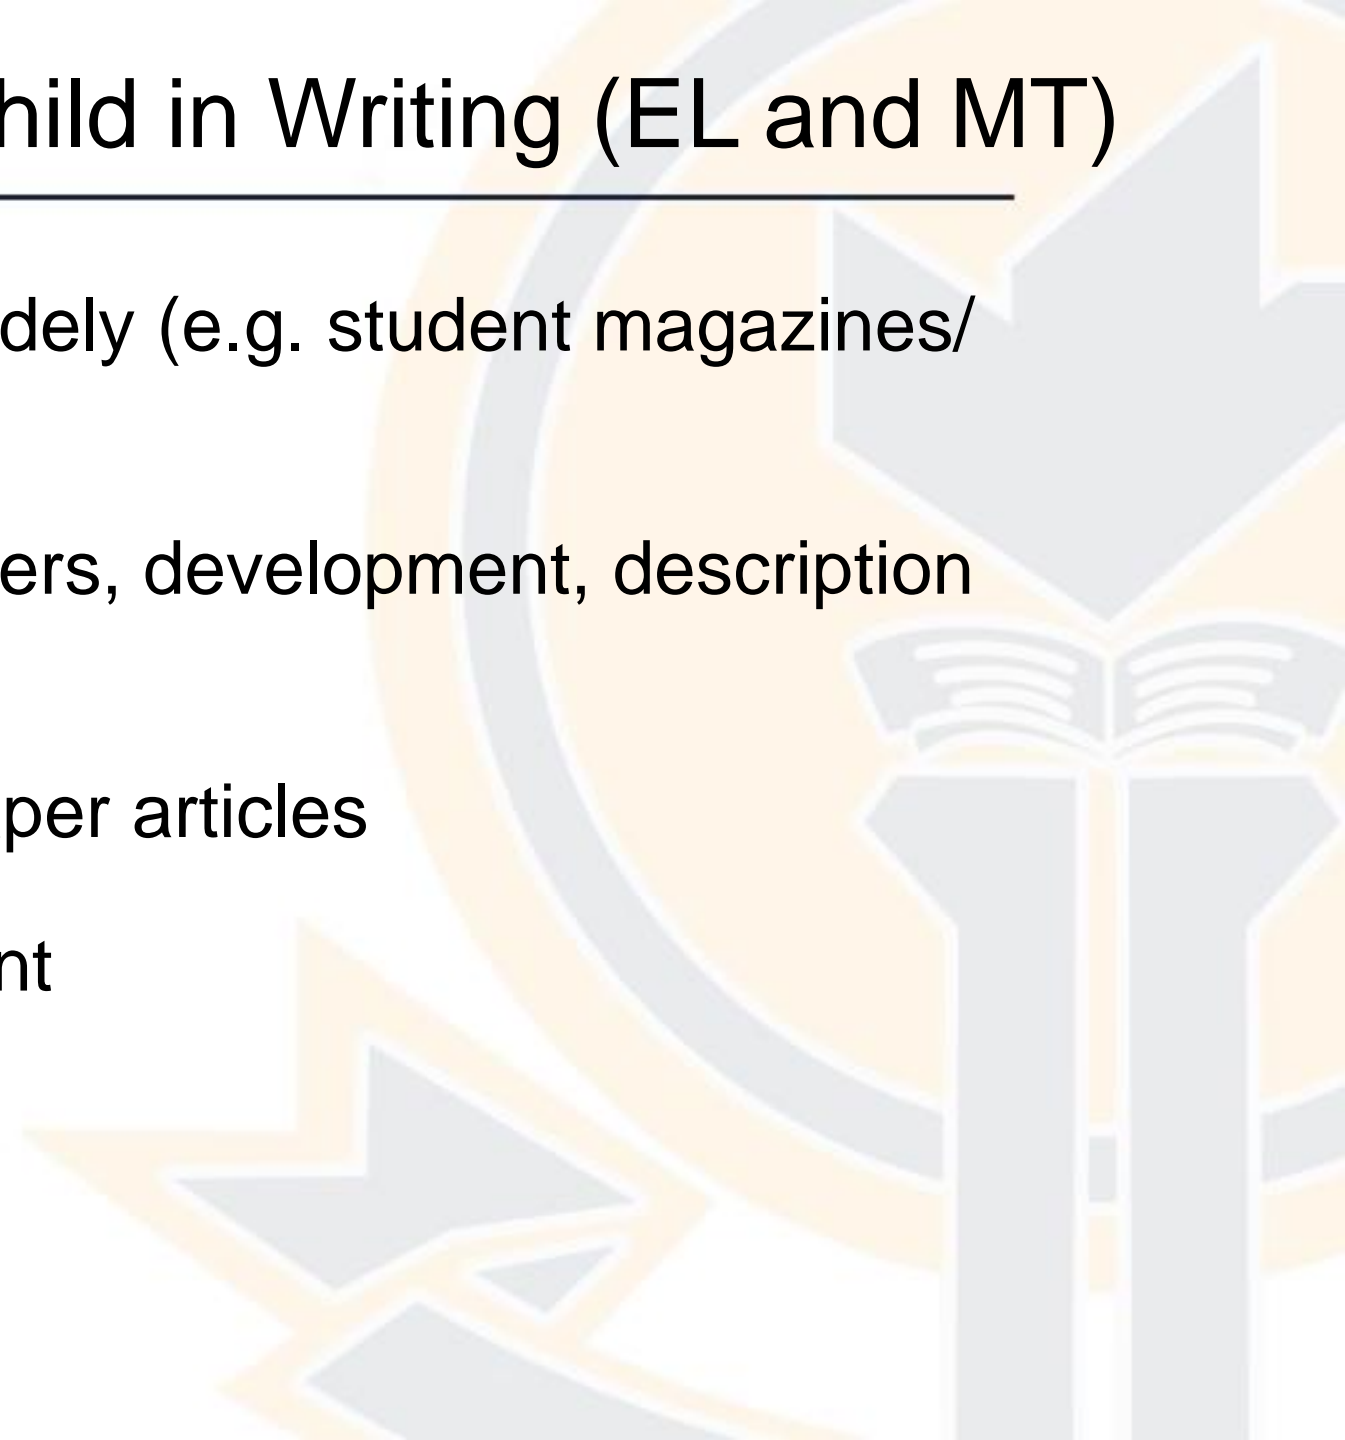 hild in Writing (EL and MT)
dely (e.g. student magazines/
ers, development, description
per articles
nt